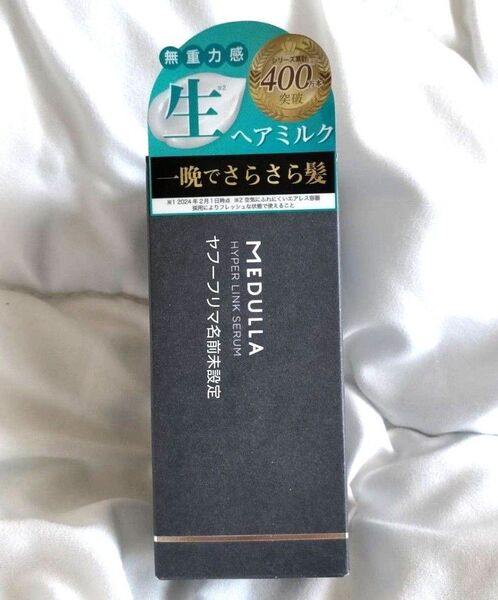 無重力感
シリーズ累計※1
400万本
突破
生※2
ヘアミルク
一晩でさらさら髪
※1 2024年2月1日時点 ※2 空気にふれにくいエアレス容器
採用によりフレッシュな状態で使えること
MEDULLA
HYPER LINK SERUM
ヤフーフリマ名前未設定